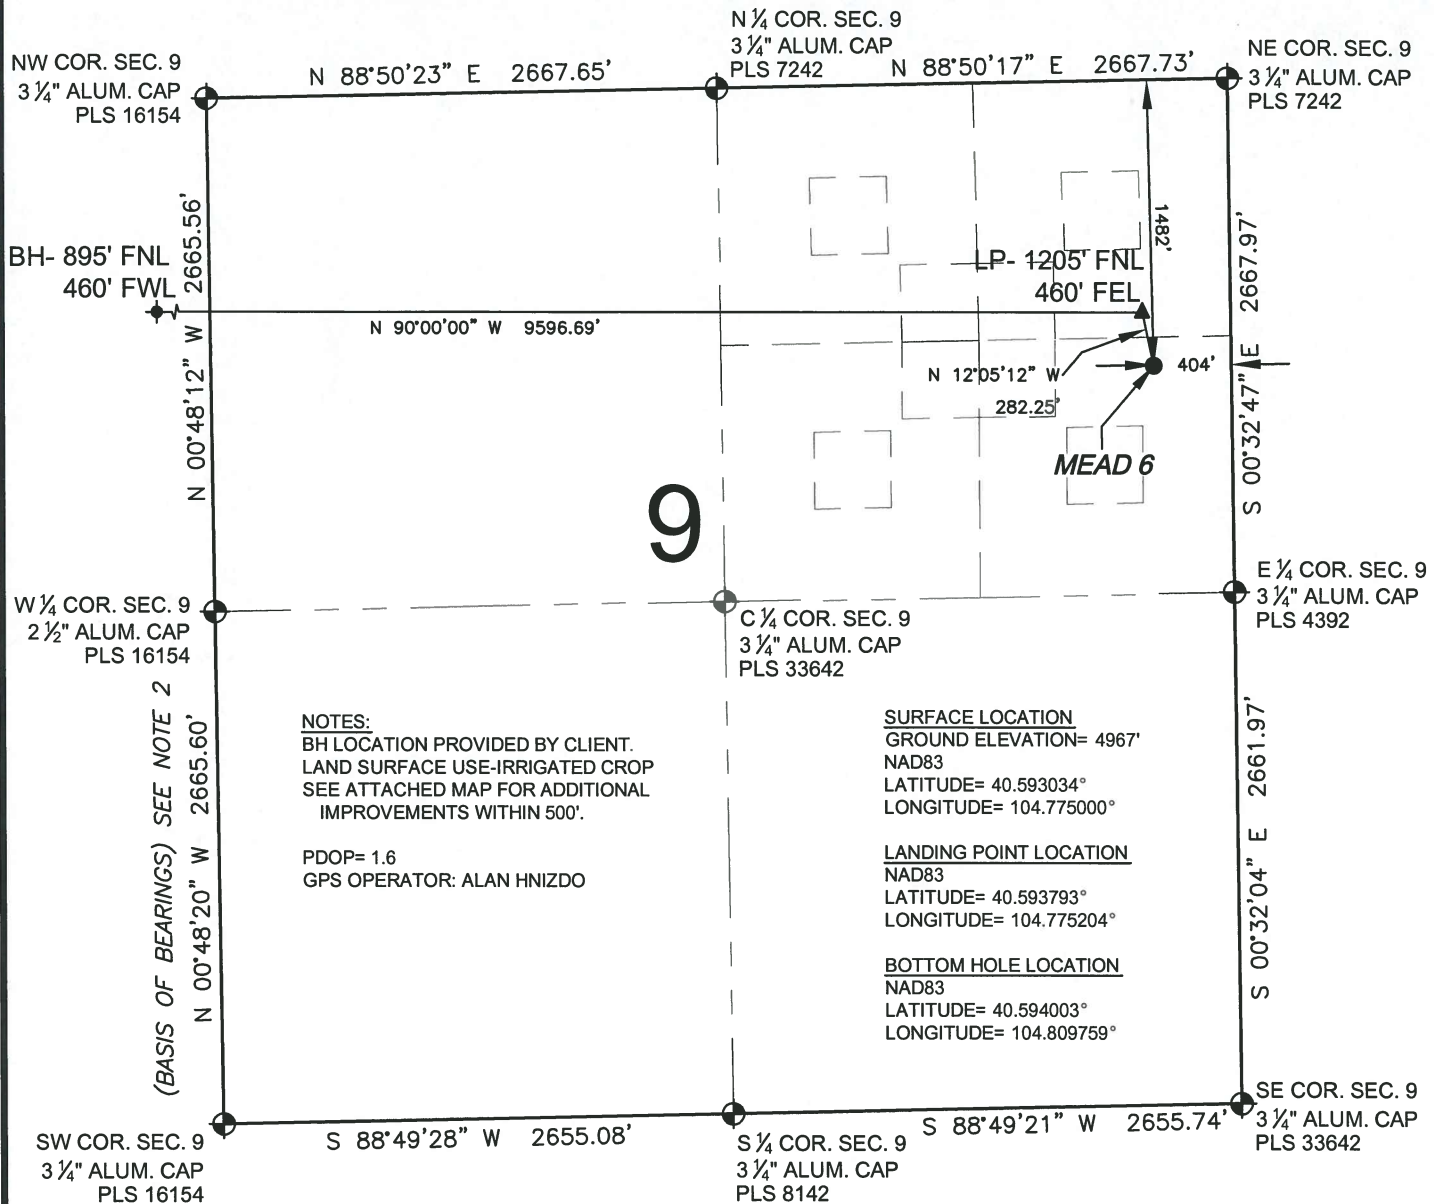 N ¼ COR. SEC. 9
3 ¼" ALUM. CAP
PLS 7242
NW COR. SEC. 9
3 ¼" ALUM. CAP
PLS 16154
N 88°50'23" E 2667.65'
N 88°50'17" E 2667.73'
NE COR. SEC. 9
3 ¼" ALUM. CAP
PLS 7242
N 00°48'12" W 2665.56'
1482'
S 00°32'47" E 2667.97'
BH- 895' FNL
460' FWL
LP- 1205' FNL
460' FEL
N 90°00'00" W 9596.69'
N 12°05'12" W
282.25'
404'
MEAD 6
9
W ¼ COR. SEC. 9
2 ½" ALUM. CAP
PLS 16154
C ¼ COR. SEC. 9
3 ¼" ALUM. CAP
PLS 33642
E ¼ COR. SEC. 9
3 ¼" ALUM. CAP
PLS 4392
(BASIS OF BEARINGS) SEE NOTE 2
N 00°48'20" W 2665.60'
NOTES:
BH LOCATION PROVIDED BY CLIENT.
LAND SURFACE USE-IRRIGATED CROP
SEE ATTACHED MAP FOR ADDITIONAL
IMPROVEMENTS WITHIN 500'.
PDOP= 1.6
GPS OPERATOR: ALAN HNIZDO
SURFACE LOCATION
GROUND ELEVATION= 4967'
NAD83
LATITUDE= 40.593034°
LONGITUDE= 104.775000°
LANDING POINT LOCATION
NAD83
LATITUDE= 40.593793°
LONGITUDE= 104.775204°
BOTTOM HOLE LOCATION
NAD83
LATITUDE= 40.594003°
LONGITUDE= 104.809759°
S 00°32'04" E 2661.97'
SW COR. SEC. 9
3 ¼" ALUM. CAP
PLS 16154
S 88°49'28" W 2655.08'
S ¼ COR. SEC. 9
3 ¼" ALUM. CAP
PLS 8142
S 88°49'21" W 2655.74'
SE COR. SEC. 9
3 ¼" ALUM. CAP
PLS 33642